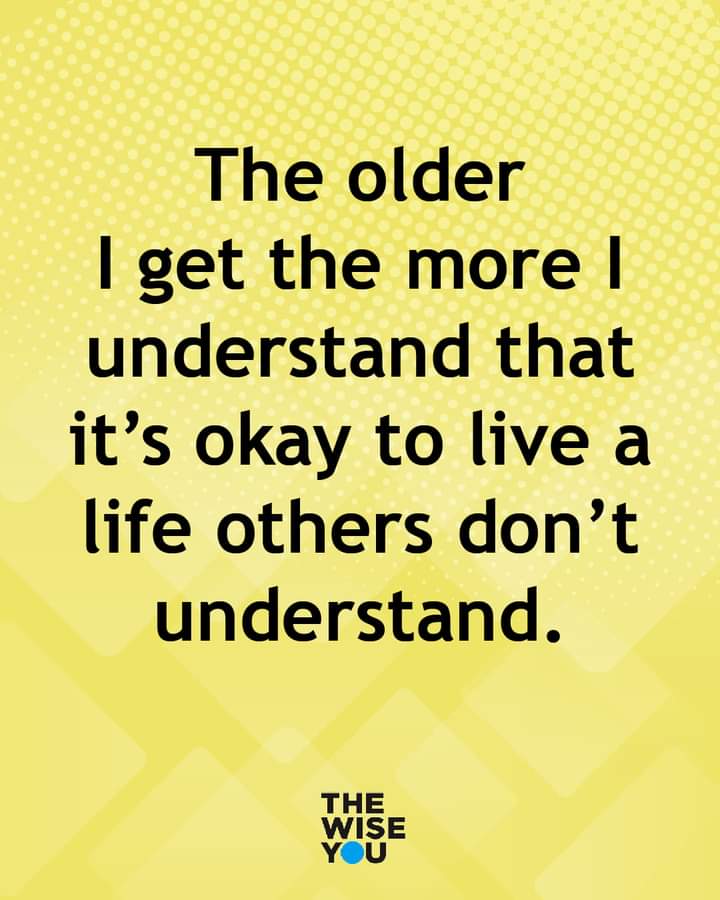 The older
I get the more I
understand that
it’s okay to live a
life others don’t
understand.
THE
WISE
YOU